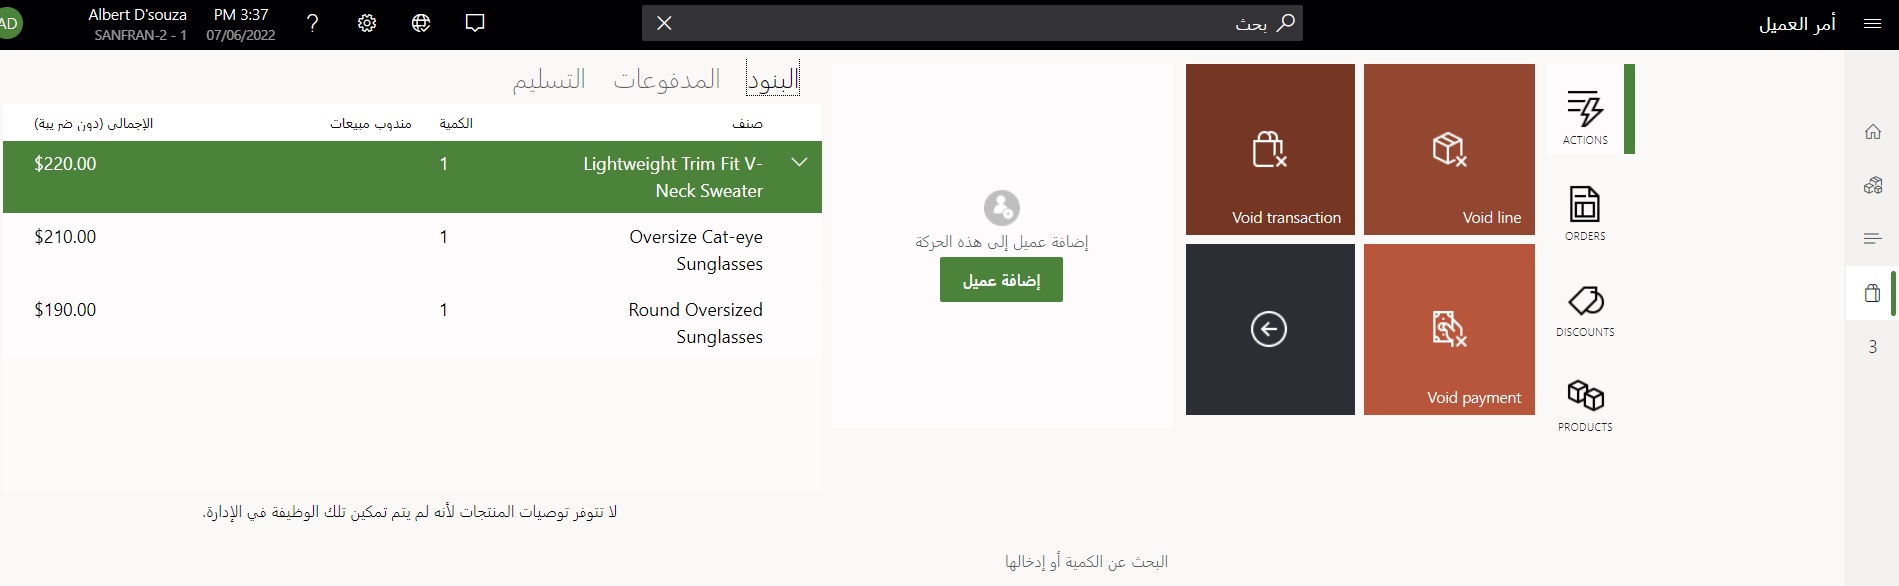 أمر العميل
بحث
PM 3:37
07/06/2022
Albert D'souza
SANFRAN-2 - 1
AD
3
ACTIONS
ORDERS
DISCOUNTS
PRODUCTS
Void line
Void transaction
Void payment
إضافة عميل إلى هذه الحركة
إضافة عميل
البنود المدفوعات التسليم
صنف الكمية مندوب مبيعات الإجمالي (دون ضريبة)
Lightweight Trim Fit V- 1 $220.00
Neck Sweater
Oversize Cat-eye 1 $210.00
Sunglasses
Round Oversized 1 $190.00
Sunglasses
لا تتوفر توصيات المنتجات لأنه لم يتم تمكين تلك الوظيفة في الإدارة.
البحث عن الكمية أو إدخالها